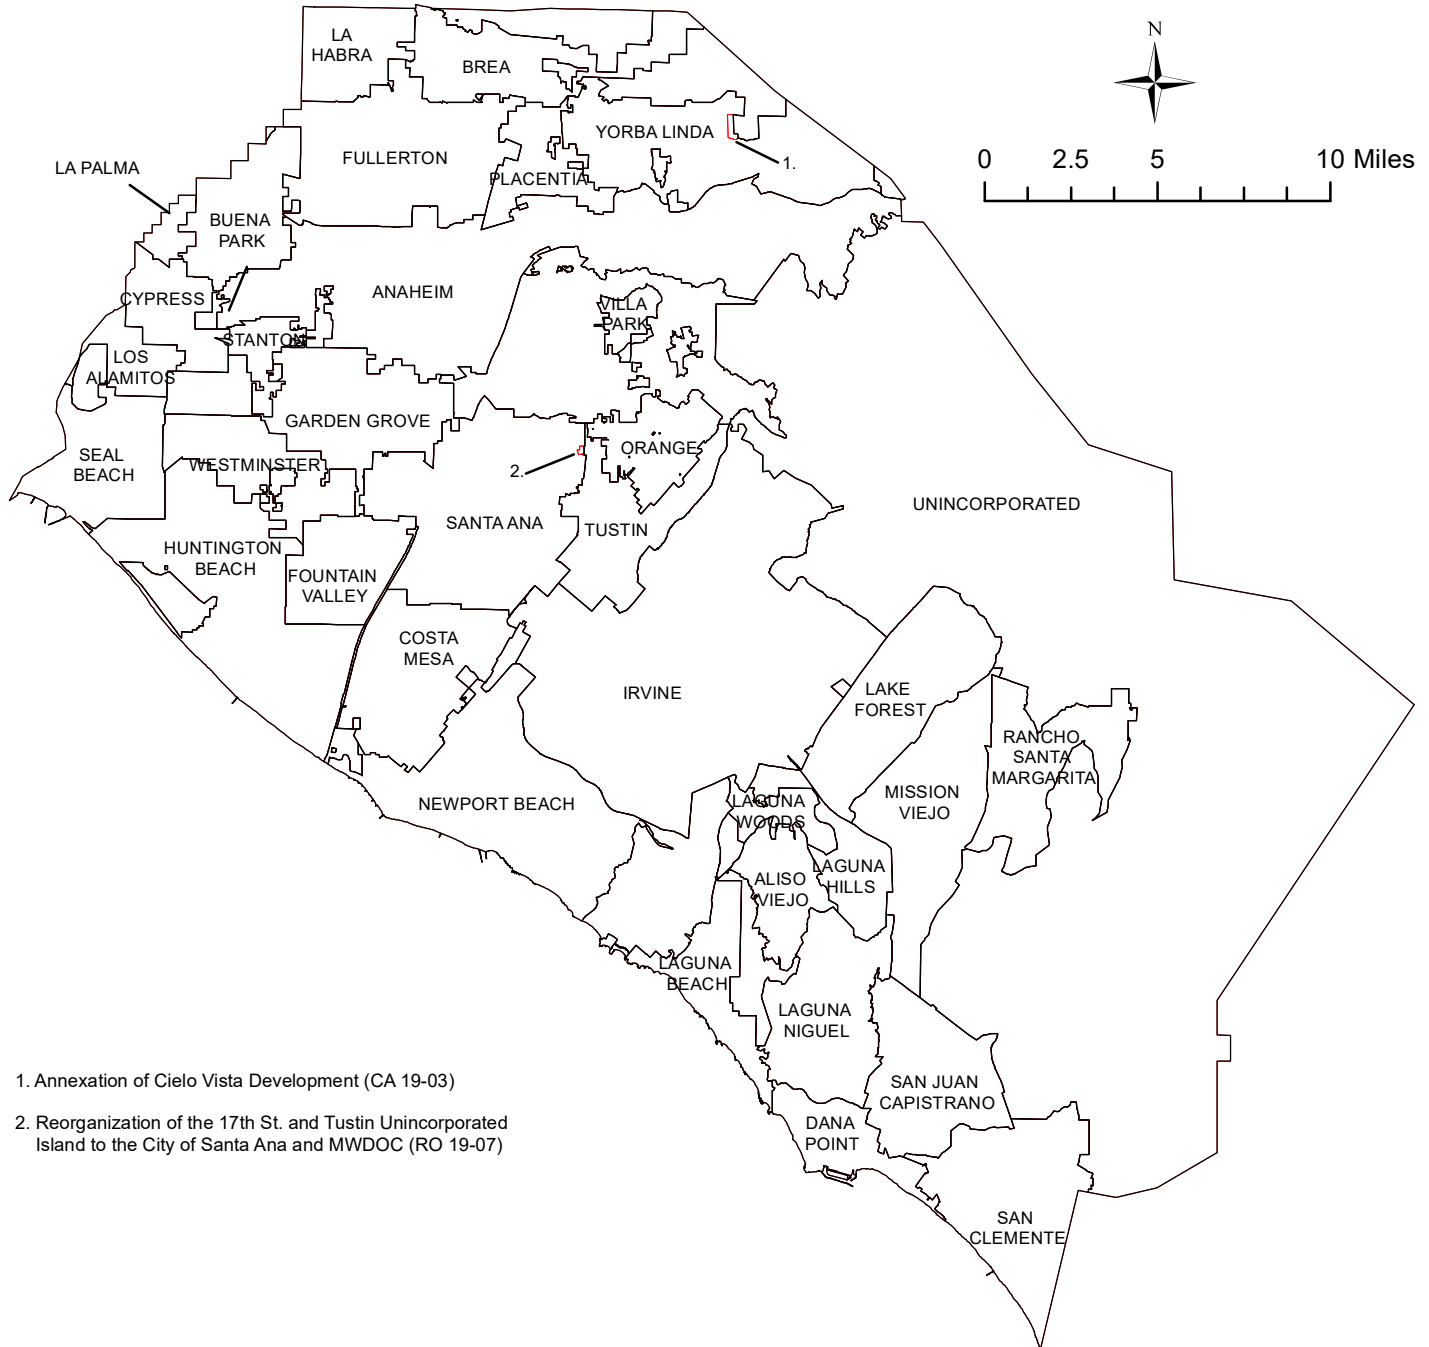 LA
HABRA
BREA
N
YORBA LINDA
1.
0 2.5 5 10 Miles
FULLERTON
LA PALMA
PLACENTIA
BUENA
PARK
CYPRESS
ANAHEIM
VILLA
PARK
STANTON
LOS
ALAMITOS
GARDEN GROVE
ORANGE
SEAL
BEACH
WESTMINSTER
2.
UNINCORPORATED
SANTA ANA
TUSTIN
HUNTINGTON
BEACH
FOUNTAIN
VALLEY
COSTA
MESA
IRVINE
LAKE
FOREST
RANCHO
SANTA
MARGARITA
MISSION
VIEJO
NEWPORT BEACH
LAGUNA
WOODS
LAGUNA
HILLS
ALISO
VIEJO
LAGUNA
BEACH
LAGUNA
NIGUEL
SAN JUAN
CAPISTRANO
DANA
POINT
SAN
CLEMENTE
1. Annexation of Cielo Vista Development (CA 19-03)
2. Reorganization of the 17th St. and Tustin Unincorporated
Island to the City of Santa Ana and MWDOC (RO 19-07)